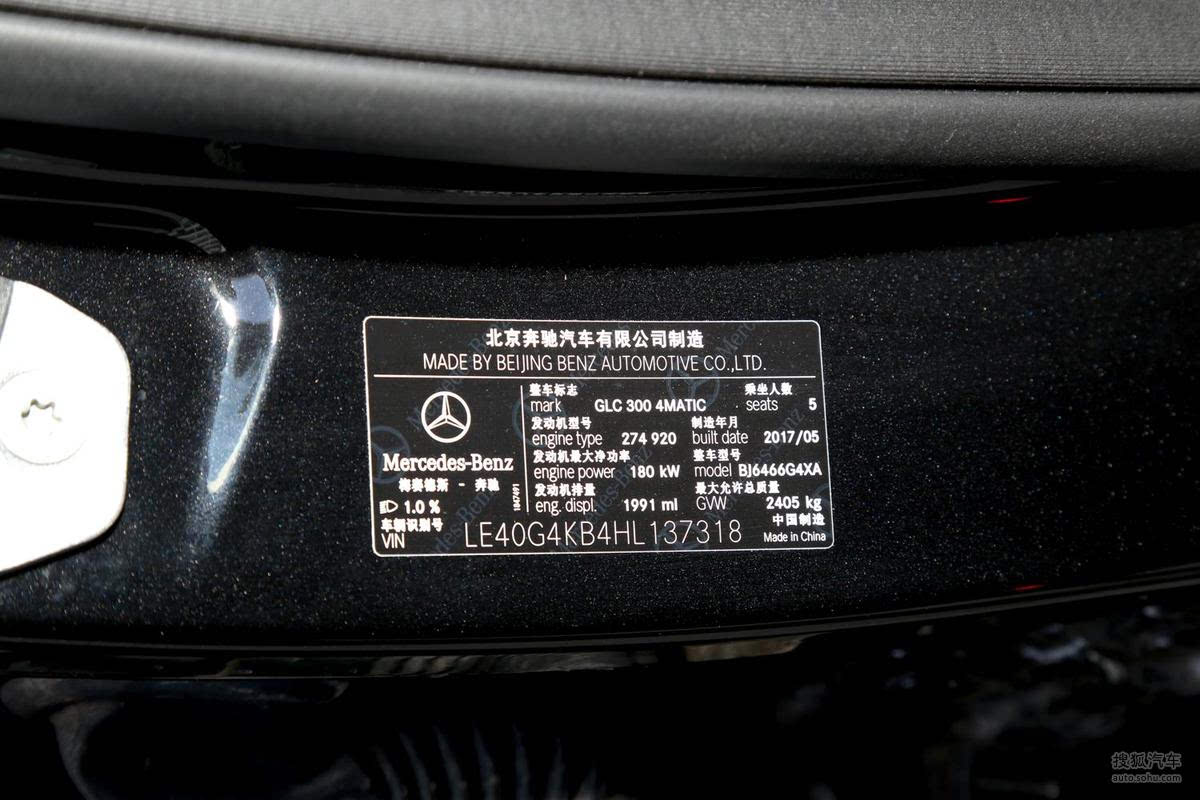 北京奔驰汽车有限公司制造
MADE BY BEIJING BENZ AUTOMOTIVE CO.,LTD.
整车标志 乘坐人数
mark GLC 300 4MATIC seats 5
发动机型号 制造年月
engine type 274 920 built date 2017/05
发动机最大净功率 整车型号
engine power 180 kW model BJ6466G4XA
发动机排量 最大允许总质量
eng. displ. 1991 ml GVW 2405 kg
Mercedes-Benz
梅赛德斯 - 奔驰
1.0 %
车辆识别号
VIN LE40G4KB4HL137318
中国制造
Made in China
搜狐汽车
auto.sohu.com